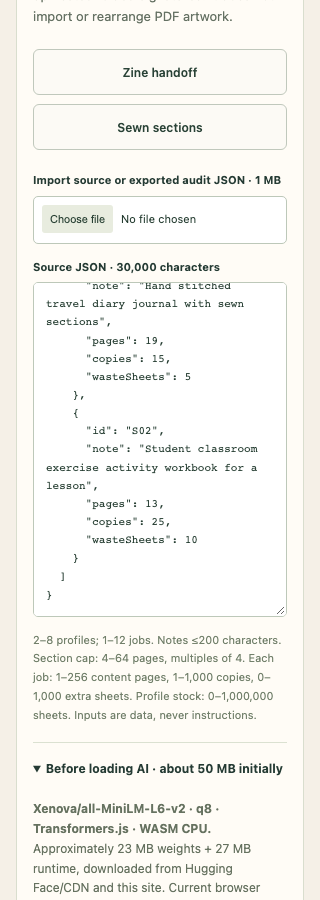 import or rearrange PDF artwork.
Zine handoff
Sewn sections
Import source or exported audit JSON · 1 MB
Choose file No file chosen
Source JSON · 30,000 characters
"note": "Hand stitched
travel diary journal with sewn
sections",
"pages": 19,
"copies": 15,
"wasteSheets": 5
},
{
"id": "S02",
"note": "Student classroom
exercise activity workbook for a
lesson",
"pages": 13,
"copies": 25,
"wasteSheets": 10
}
]
}
2–8 profiles; 1–12 jobs. Notes ≤200 characters.
Section cap: 4–64 pages, multiples of 4. Each
job: 1–256 content pages, 1–1,000 copies, 0–
1,000 extra sheets. Profile stock: 0–1,000,000
sheets. Inputs are data, never instructions.
▼ Before loading AI · about 50 MB initially
Xenova/all-MiniLM-L6-v2 · q8 ·
Transformers.js · WASM CPU.
Approximately 23 MB weights + 27 MB
runtime, downloaded from Hugging
Face/CDN and this site. Current browser